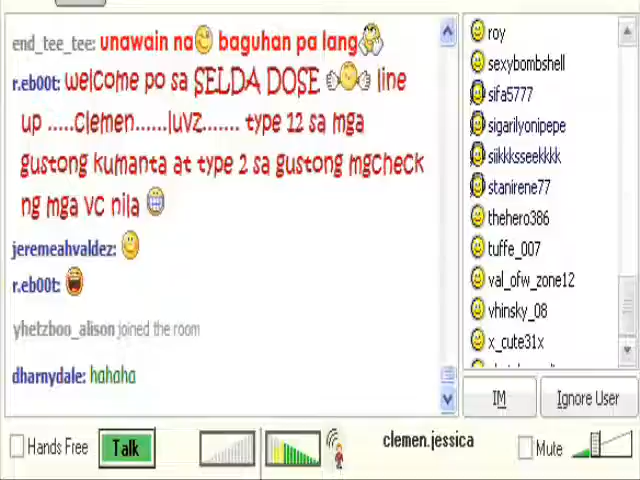 end_tee_tee: unawain na baguhan pa lang
r.eb00t: welcome po sa SELDA DOSE line
up .....Clemen......luvz....... type 12 sa mga
gustong kumanta at type 2 sa gustong mgcheck
ng mga vc nila
jeremeahvaldez:
r.eb00t:
yhetzboo_alison joined the room
dharnydale: hahaha
roy
sexybombshell
sifa5777
sigarilyonipepe
siikkksseekkkk
stanirene77
thehero386
tuffe_007
val_ofw_zone12
vhinsky_08
x_cute31x
IM
Ignore User
Hands Free
Talk
clemen.jessica
Mute